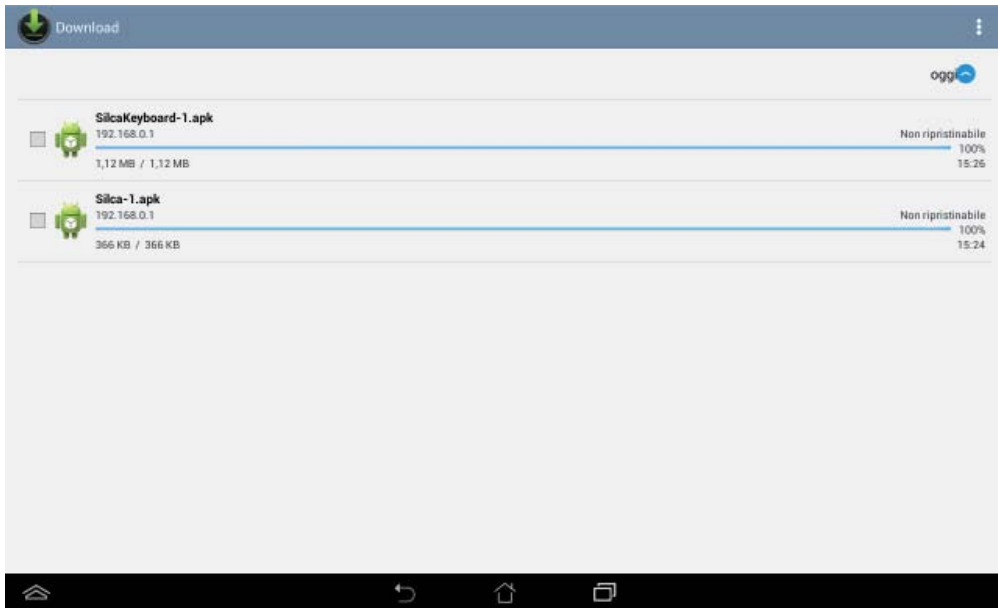 Download
oggi
SilcaKeyboard-1.apk
192.168.0.1
Non ripristinabile
100%
1,12 MB / 1,12 MB
15:26
Silca-1.apk
192.168.0.1
Non ripristinabile
100%
366 KB / 366 KB
15:24